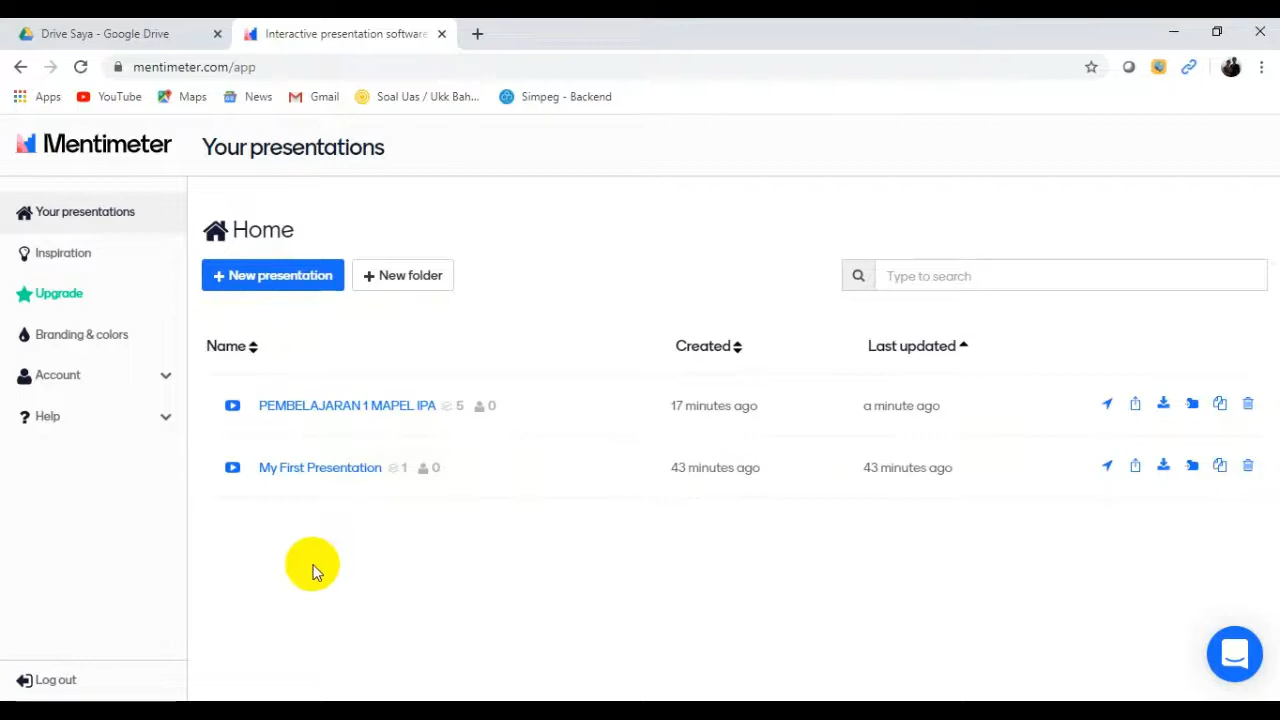 Drive Saya - Google Drive
Interactive presentation software
mentimeter.com/app
Apps YouTube Maps News Gmail Soal Uas / Ukk Bah... Simpeg - Backend
Mentimeter
Your presentations
Your presentations
Inspiration
Upgrade
Branding & colors
Account
? Help
Log out
Home
+ New presentation
+ New folder
Type to search
Name Created Last updated
PEMBELAJARAN 1 MAPEL IPA 5 0 17 minutes ago a minute ago
My First Presentation 1 0 43 minutes ago 43 minutes ago